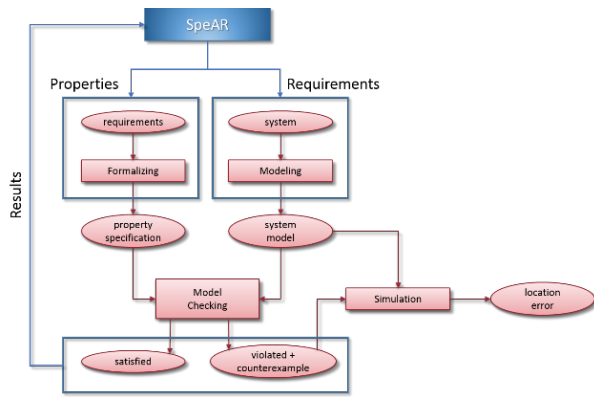 SpeAR
Properties
Requirements
requirements
system
Formalizing
Modeling
Results
property
specification
system
model
Model
Checking
Simulation
location
error
satisfied
violated +
counterexample